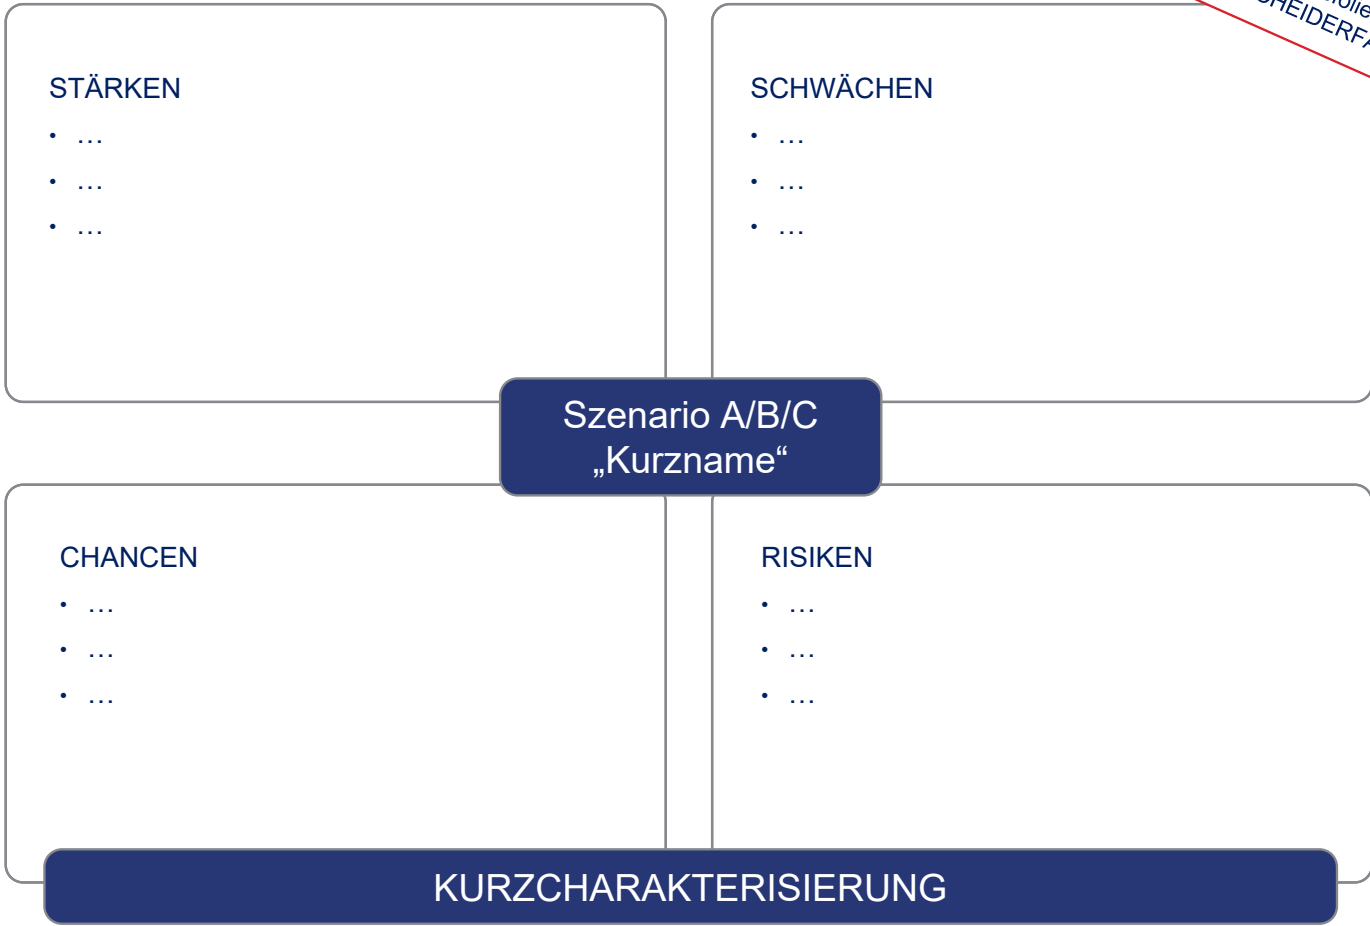 STÄRKEN
• …
• …
• …
SCHWÄCHEN
• …
• …
• …
Szenario A/B/C
„Kurzname“
CHANCEN
• …
• …
• …
RISIKEN
• …
• …
• …
KURZCHARAKTERISIERUNG